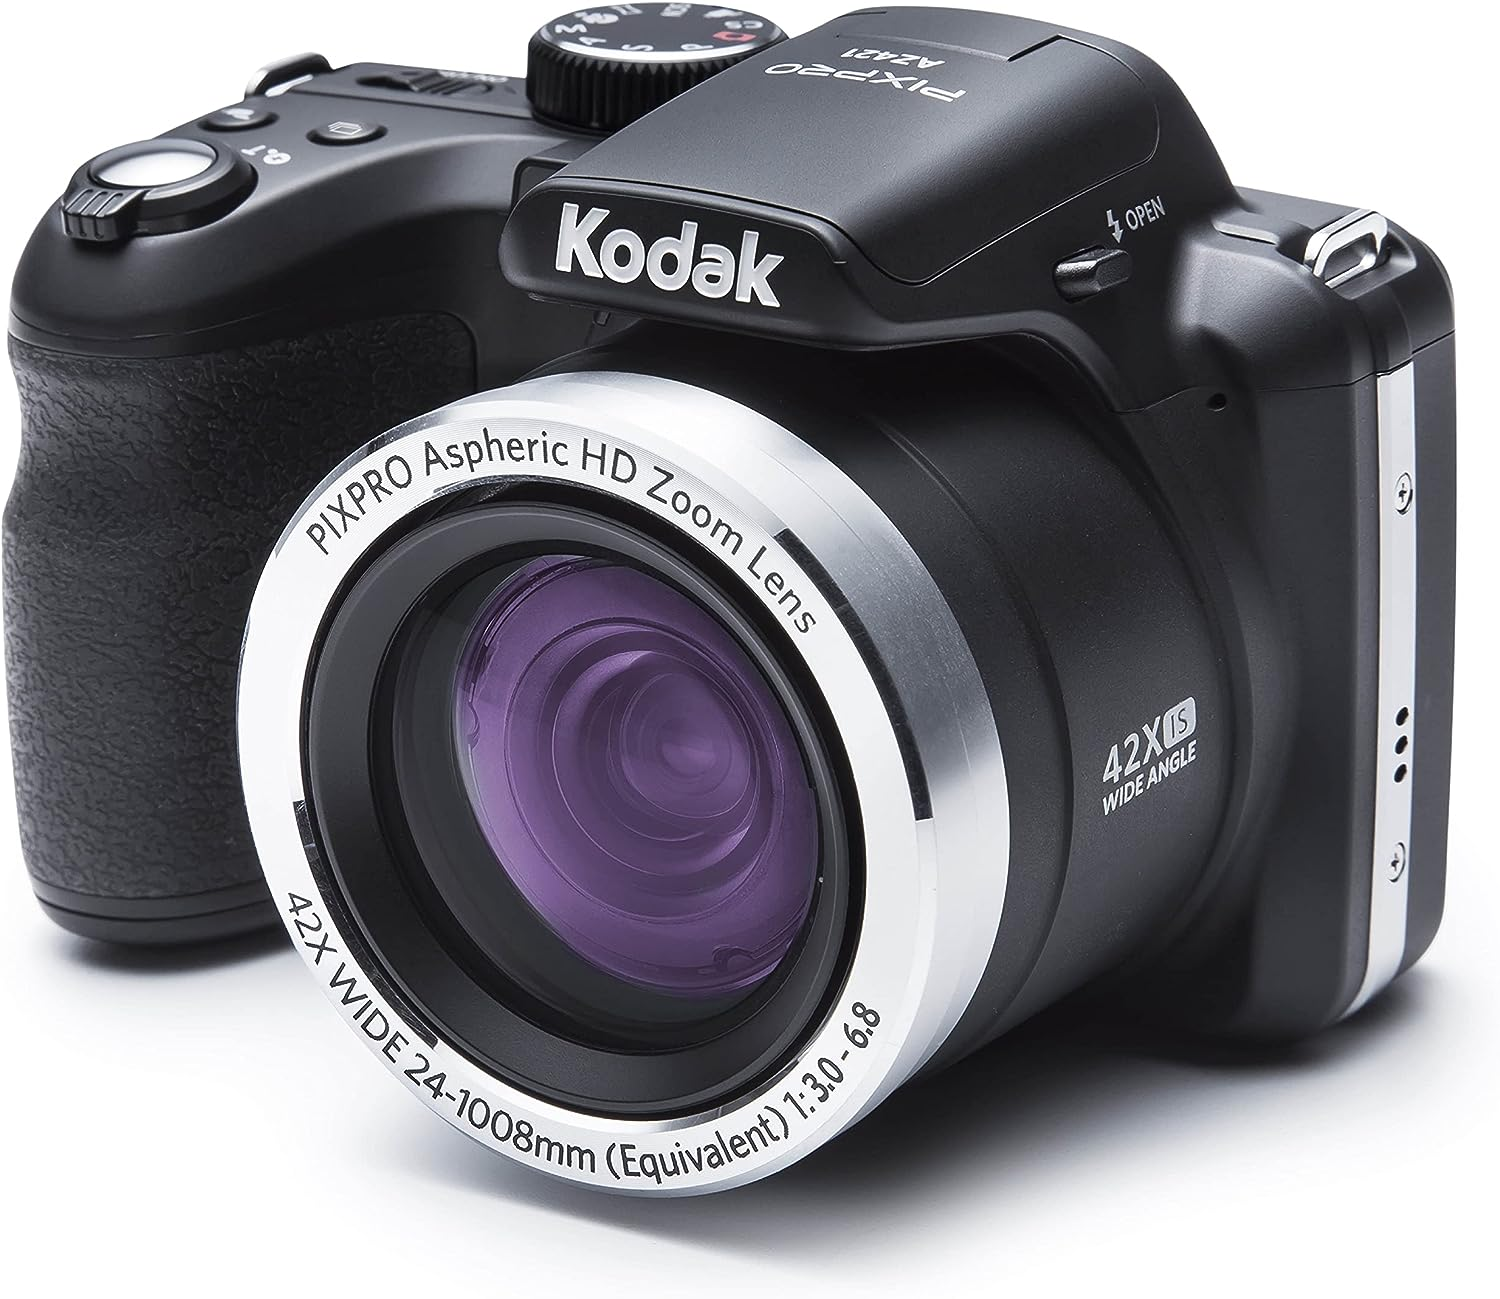 PIXPRO
AZ421
Kodak
OPEN
PIXPRO Aspheric HD Zoom Lens
42X IS
WIDE ANGLE
42X WIDE 24-1008mm (Equivalent) 1:3.0-6.8
M
A
S
P